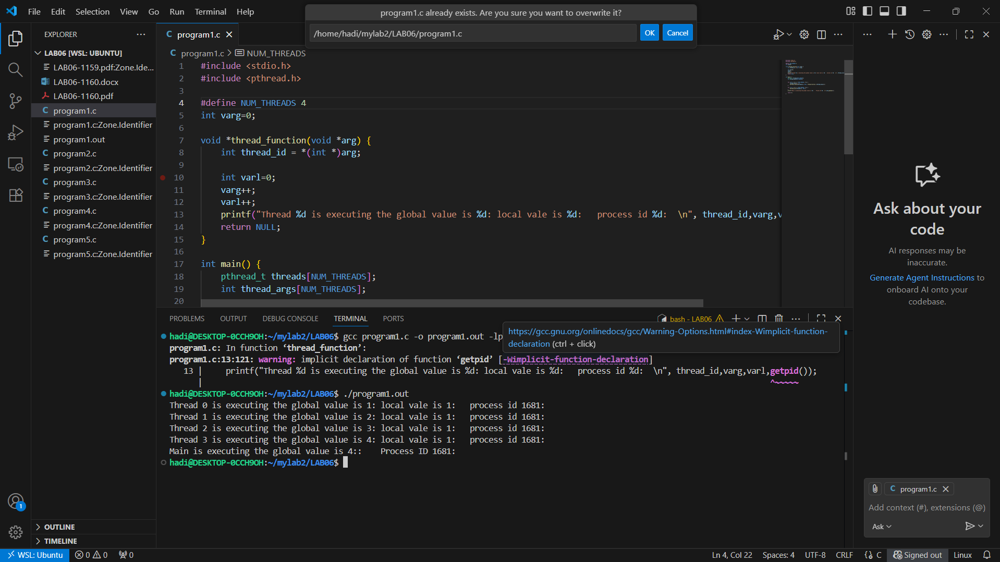 File Edit Selection View Go Run Terminal Help
program1.c already exists. Are you sure you want to overwrite it?
/home/hadi/mylab2/LAB06/program1.c
OK
Cancel
EXPLORER
LAB06 [WSL: UBUNTU]
LAB06-1159.pdf:Zone.Ide...
LAB06-1160.docx
LAB06-1160.pdf
C program1.c
program1.c:Zone.Identifier
program1.out
C program2.c
program2.c:Zone.Identifier
C program3.c
program3.c:Zone.Identifier
C program4.c
program4.c:Zone.Identifier
C program5.c
program5.c:Zone.Identifier
OUTLINE
TIMELINE
C program1.c
C program1.c > NUM_THREADS
1 #include <stdio.h>
2 #include <pthread.h>
3
4 #define NUM_THREADS 4
5 int varg=0;
6
7 void *thread_function(void *arg) {
8 int thread_id = *(int *)arg;
9
10 int varl=0;
11 varg++;
12 varl++;
13 printf("Thread %d is executing the global value is %d: local vale is %d:   process id %d:  \n", thread_id,varg,v
14 return NULL;
15 }
16
17 int main() {
18 pthread_t threads[NUM_THREADS];
19 int thread_args[NUM_THREADS];
20
PROBLEMS OUTPUT DEBUG CONSOLE TERMINAL PORTS
bash - LAB06
https://gcc.gnu.org/onlinedocs/gcc/Warning-Options.html#index-Wimplicit-function-
declaration (ctrl + click)
hadi@DESKTOP-0CCH9OH:~/mylab2/LAB06$ gcc program1.c -o program1.out -lp
program1.c: In function ‘thread_function’:
program1.c:13:121: warning: implicit declaration of function ‘getpid’ [-Wimplicit-function-declaration]
13 |     printf("Thread %d is executing the global value is %d: local vale is %d:   process id %d:  \n", thread_id,varg,varl,getpid());
| ^~~~~~
hadi@DESKTOP-0CCH9OH:~/mylab2/LAB06$ ./program1.out
Thread 0 is executing the global value is 1: local vale is 1:   process id 1681:
Thread 1 is executing the global value is 2: local vale is 1:   process id 1681:
Thread 2 is executing the global value is 3: local vale is 1:   process id 1681:
Thread 3 is executing the global value is 4: local vale is 1:   process id 1681:
Main is executing the global value is 4::    Process ID 1681:
hadi@DESKTOP-0CCH9OH:~/mylab2/LAB06$
Ask about your
code
AI responses may be
inaccurate.
Generate Agent Instructions to
onboard AI onto your
codebase.
C program1.c
Add context (#), extensions (@)
Ask
1
WSL: Ubuntu 0 0 0
Ln 4, Col 22 Spaces: 4 UTF-8 CRLF {} C Signed out Linux